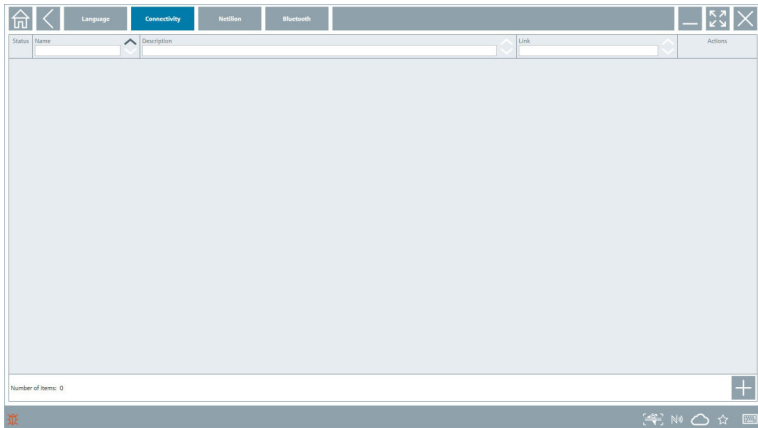 Language Connectivity Netilion Bluetooth
Status Name Description Link Actions
Number of items: 0